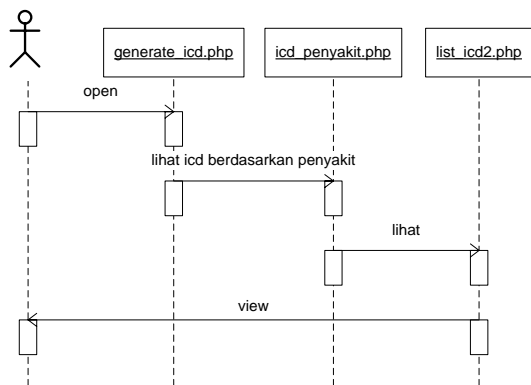 generate_icd.php
icd_penyakit.php
list_icd2.php
open
lihat icd berdasarkan penyakit
lihat
view